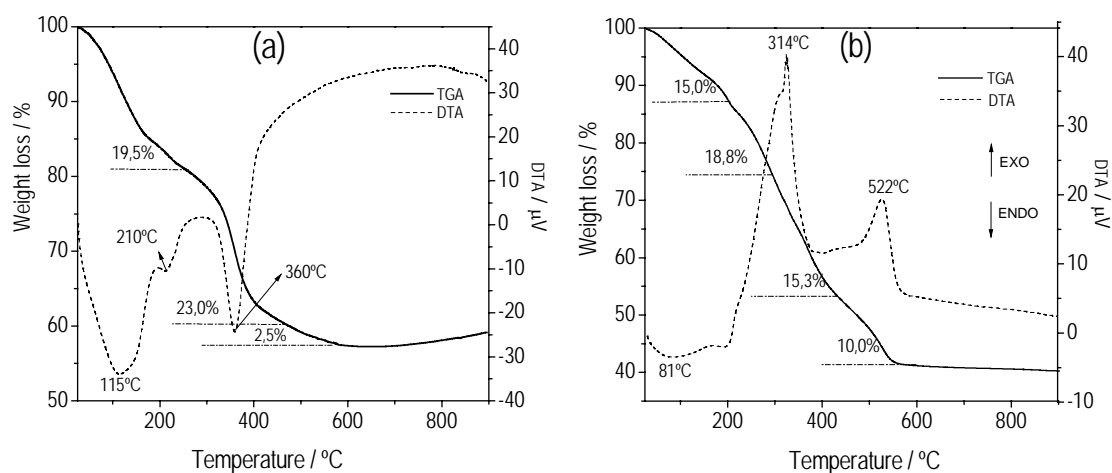 (a)
100
90
80
70
60
50
Weight loss / %
200 400 600 800
Temperature / ºC
40
30
20
10
0
-10
-20
-30
-40
DTA / µV
TGA
DTA
19,5%
210ºC
360ºC
23,0%
2,5%
115ºC
(b)
100
90
80
70
60
50
40
Weight loss / %
200 400 600 800
Temperature / ºC
40
30
20
10
0
-10
DTA / µV
314ºC
TGA
DTA
15,0%
EXO
18,8%
522ºC
ENDO
15,3%
81ºC
10,0%